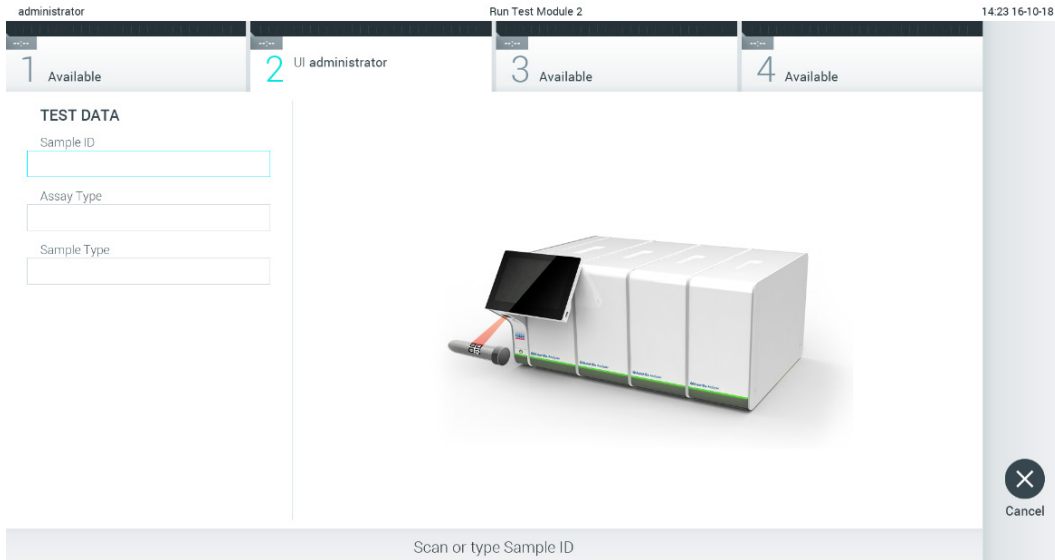 administrator
Run Test Module 2
14:23 16-10-18
--:--
--:--
--:--
--:--
1 Available
2 UI administrator
3 Available
4 Available
TEST DATA
Sample ID
Assay Type
Sample Type
Cancel
Scan or type Sample ID